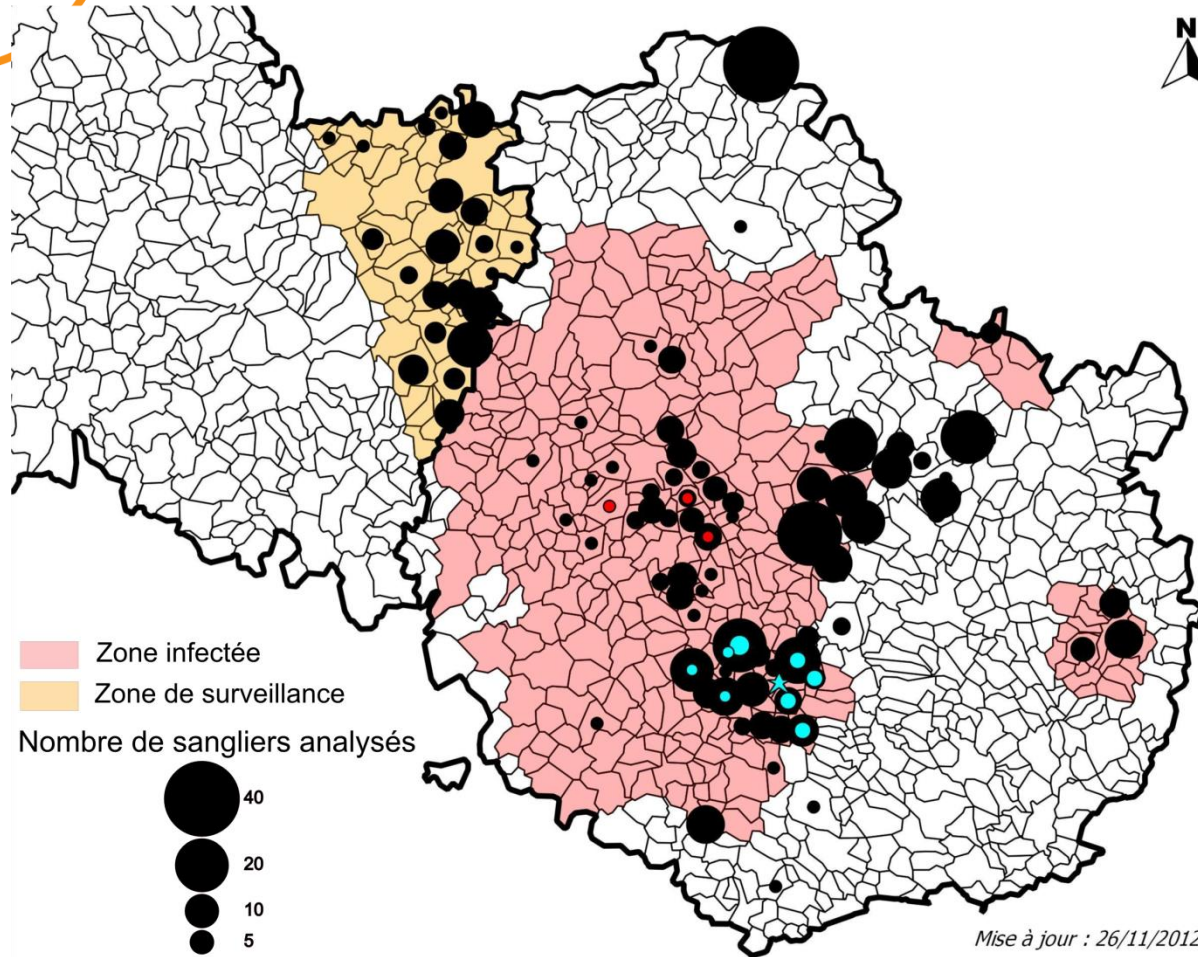 N
Zone infectée
Zone de surveillance
Nombre de sangliers analysés
40
20
10
5
Mise à jour : 26/11/2012